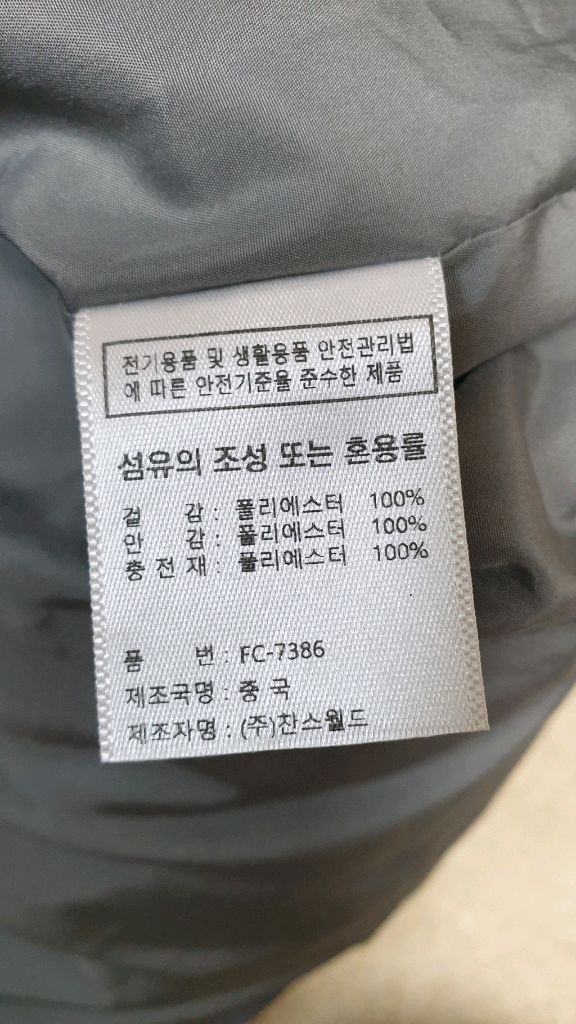 전기용품 및 생활용품 안전관리법
에 따른 안전기준을 준수한 제품
섬유의 조성 또는 혼용률
겉 감 : 폴리에스터 100%
안 감 : 폴리에스터 100%
충 전 재 : 폴리에스터 100%
품 번 : FC-7386
제조국명 : 중 국
제조자명 : (주)찬스월드